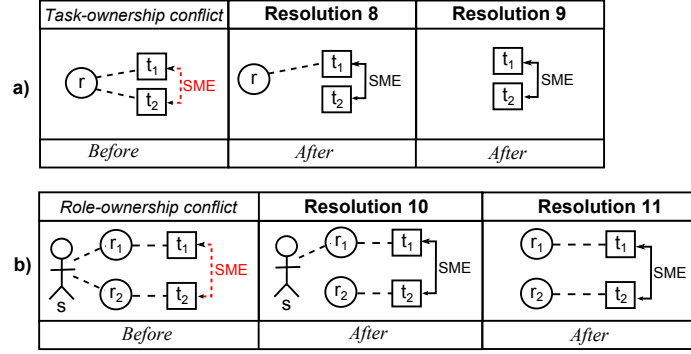 Task-ownership conflict Resolution 8 Resolution 9
a)
r t1 t2 SME
r t1 t2 SME
t1 t2 SME
Before After After
Role-ownership conflict Resolution 10 Resolution 11
b)
s r1 t1 r2 t2 SME
s r1 t1 r2 t2 SME
r1 t1 r2 t2 SME
Before After After